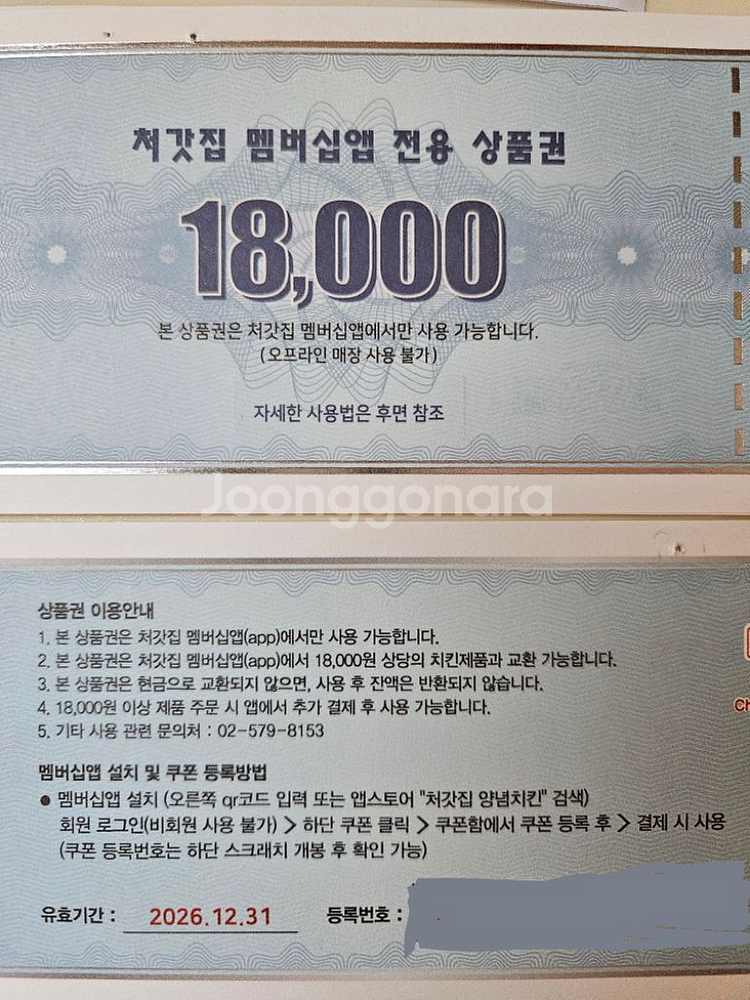 처갓집 멤버십앱 전용 상품권
18,000
본 상품권은 처갓집 멤버십앱에서만 사용 가능합니다.
(오프라인 매장 사용 불가)
자세한 사용법은 후면 참조
Joonggonara
상품권 이용안내
1. 본 상품권은 처갓집 멤버십앱(app)에서만 사용 가능합니다.
2. 본 상품권은 처갓집 멤버십앱(app)에서 18,000원 상당의 치킨제품과 교환 가능합니다.
3. 본 상품권은 현금으로 교환되지 않으면, 사용 후 잔액은 반환되지 않습니다.
4. 18,000원 이상 제품 주문 시 앱에서 추가 결제 후 사용 가능합니다.
5. 기타 사용 관련 문의처 : 02-579-8153
멤버십앱 설치 및 쿠폰 등록방법
● 멤버십앱 설치 (오른쪽 qr코드 입력 또는 앱스토어 "처갓집 양념치킨" 검색)
회원 로그인(비회원 사용 불가) > 하단 쿠폰 클릭 > 쿠폰함에서 쿠폰 등록 후 > 결제 시 사용
(쿠폰 등록번호는 하단 스크래치 개봉 후 확인 가능)
유효기간 : 2026.12.31 등록번호 :